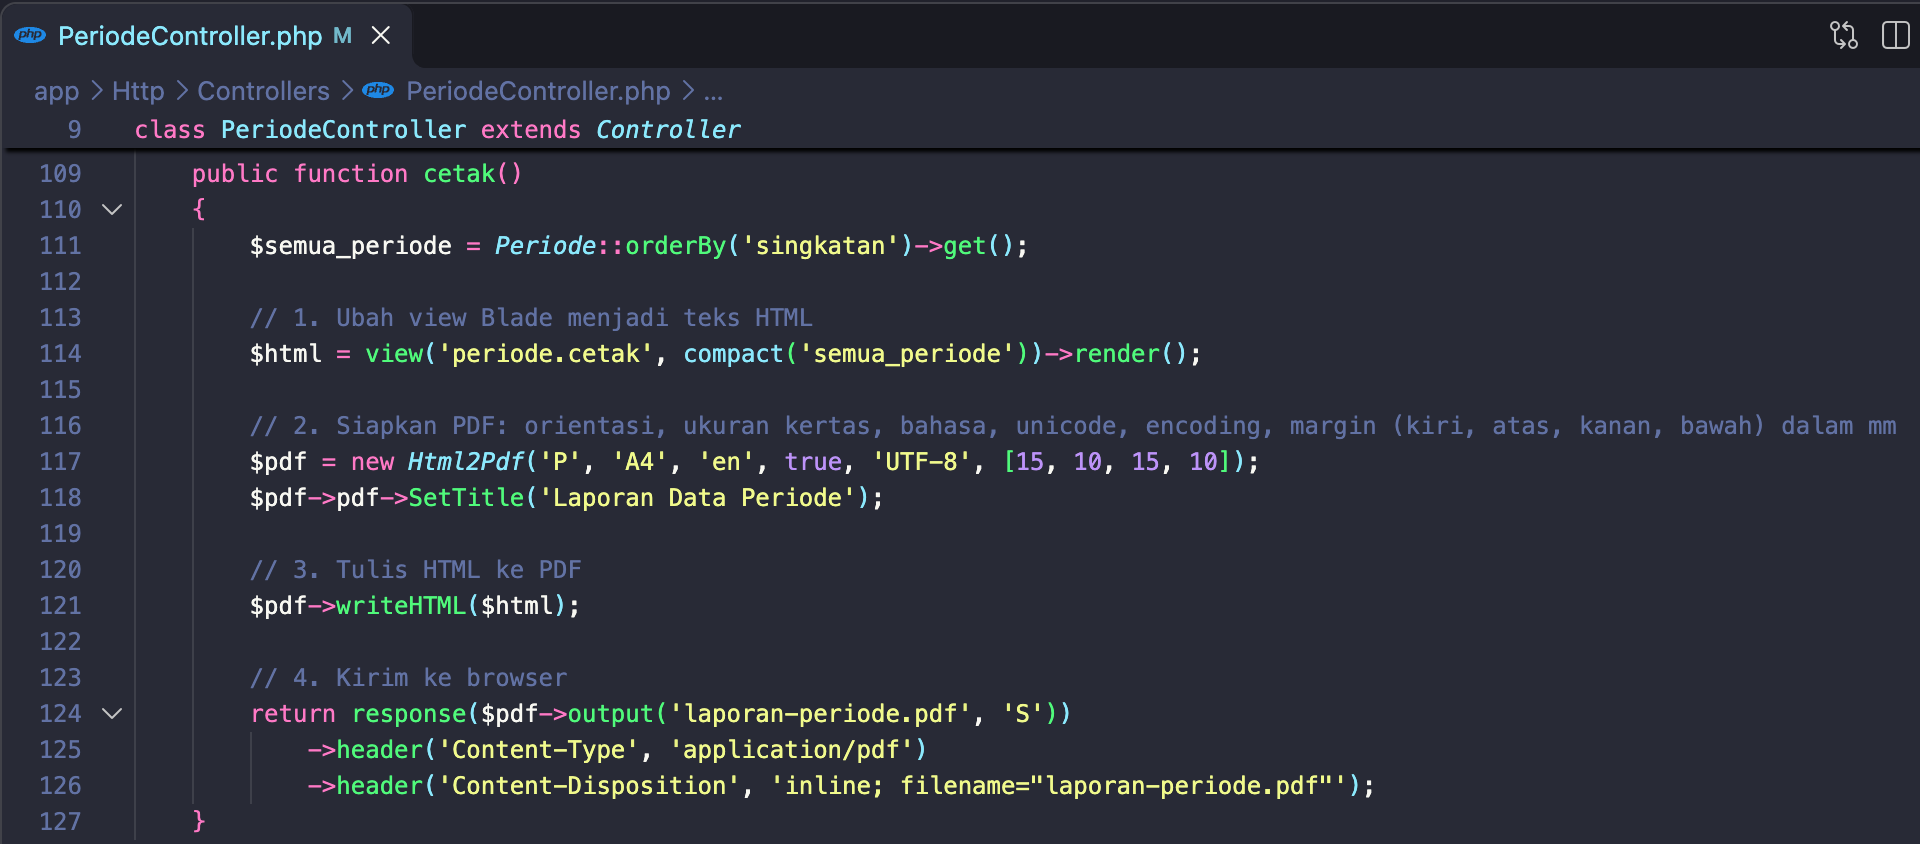 php PeriodeController.php M
app > Http > Controllers > php PeriodeController.php > ...
9 class PeriodeController extends Controller
109 public function cetak()
110 {
111 $semua_periode = Periode::orderBy('singkatan')->get();
112
113 // 1. Ubah view Blade menjadi teks HTML
114 $html = view('periode.cetak', compact('semua_periode'))->render();
115
116 // 2. Siapkan PDF: orientasi, ukuran kertas, bahasa, unicode, encoding, margin (kiri, atas, kanan, bawah) dalam mm
117 $pdf = new Html2Pdf('P', 'A4', 'en', true, 'UTF-8', [15, 10, 15, 10]);
118 $pdf->pdf->SetTitle('Laporan Data Periode');
119
120 // 3. Tulis HTML ke PDF
121 $pdf->writeHTML($html);
122
123 // 4. Kirim ke browser
124 return response($pdf->output('laporan-periode.pdf', 'S'))
125 ->header('Content-Type', 'application/pdf')
126 ->header('Content-Disposition', 'inline; filename="laporan-periode.pdf"');
127 }